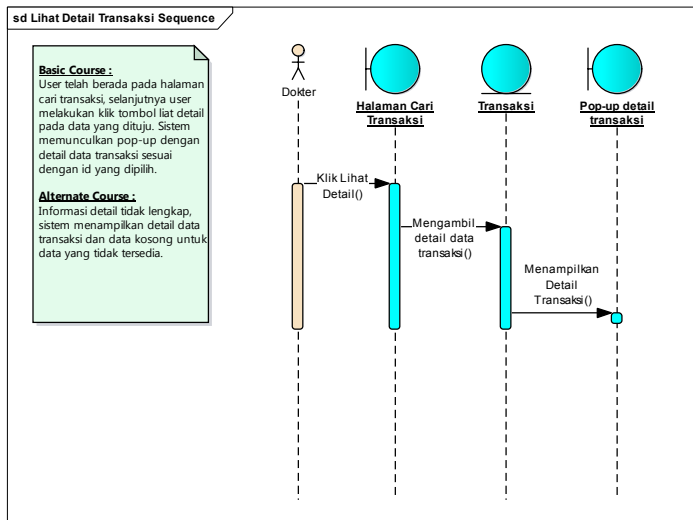 sd Lihat Detail Transaksi Sequence
Basic Course :
User telah berada pada halaman
cari transaksi, selanjutnya user
melakukan klik tombol liat detail
pada data yang dituju. Sistem
memunculkan pop-up dengan
detail data transaksi sesuai
dengan id yang dipilih.
Alternate Course :
Informasi detail tidak lengkap,
sistem menampilkan detail data
transaksi dan data kosong untuk
data yang tidak tersedia.
Dokter
Halaman Cari
Transaksi
Transaksi
Pop-up detail
transaksi
Klik Lihat
Detail()
Mengambil
detail data
transaksi()
Menampilkan
Detail
Transaksi()